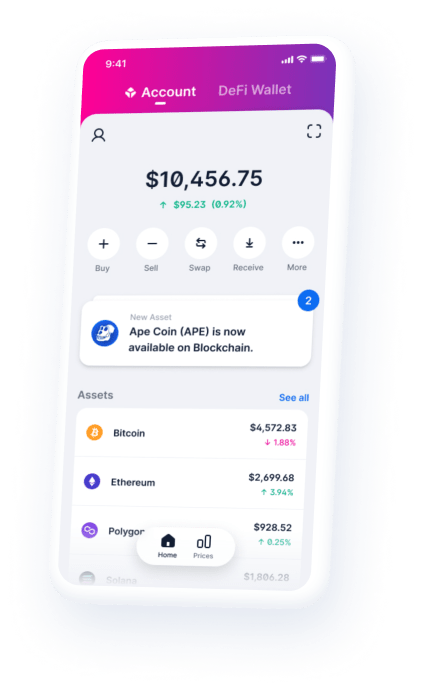 9:41
Account
DeFi Wallet
$10,456.75
↑ $95.23 (0.92%)
Buy
Sell
Swap
Receive
More
2
New Asset
Ape Coin (APE) is now
available on Blockchain.
Assets
See all
Bitcoin
$4,572.83
↓ 1.88%
Ethereum
$2,699.68
↑ 3.94%
Polygon
$928.52
↑ 0.25%
Home
Prices
Solana
$1,806.28